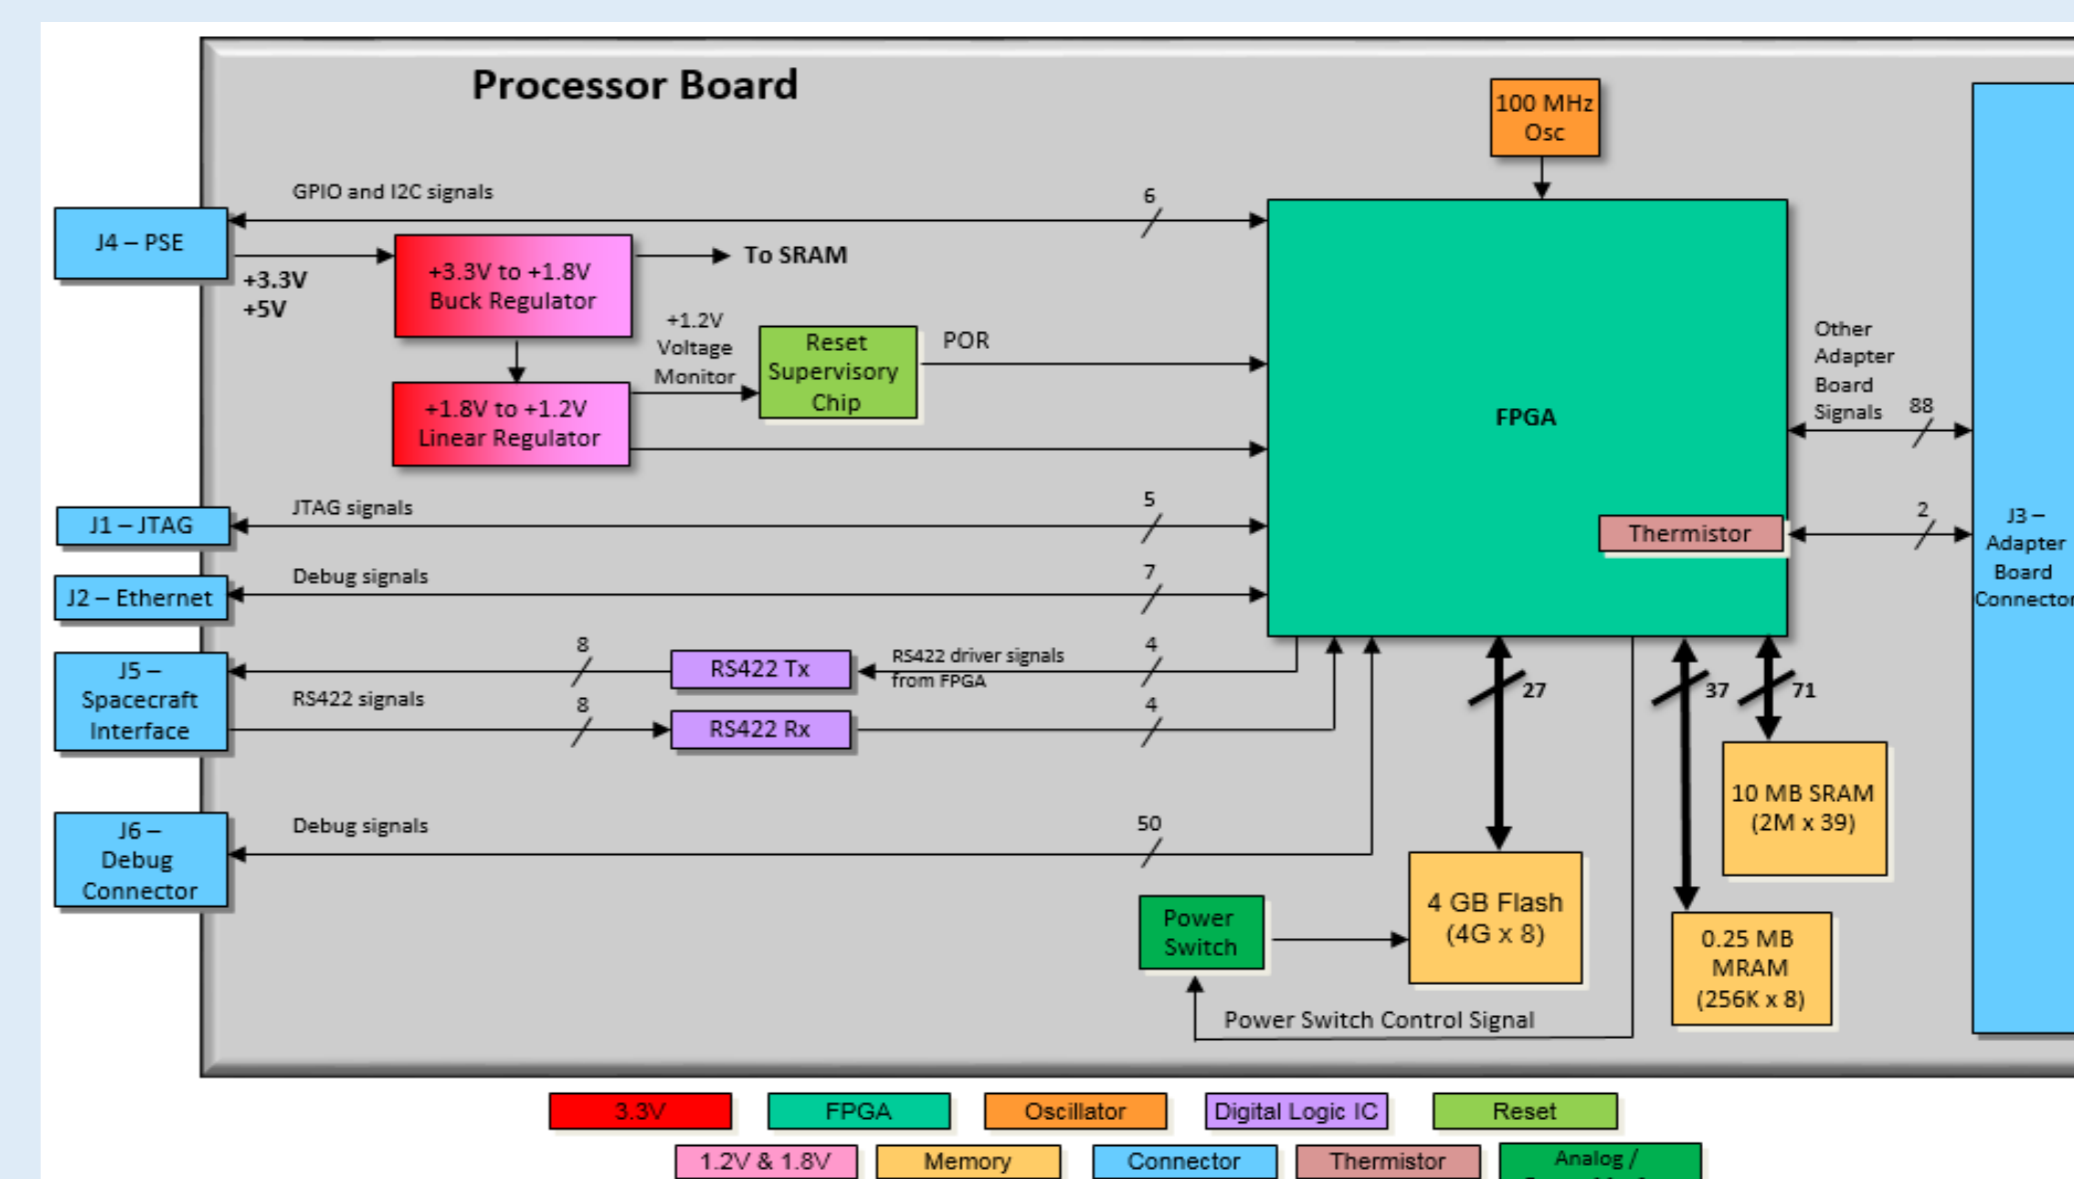 Processor Board
100 MHz
Osc
GPIO and I2C signals
6
J4 – PSE
+3.3V
+5V
+3.3V to +1.8V
Buck Regulator
To SRAM
+1.2V
Voltage
Monitor
Reset
Supervisory
Chip
POR
+1.8V to +1.2V
Linear Regulator
FPGA
Other
Adapter
Board
Signals
88
J1 – JTAG
JTAG signals
5
Thermistor
2
J3 –
Adapter
Board
Connector
J2 – Ethernet
Debug signals
7
J5 –
Spacecraft
Interface
8
RS422 Tx
RS422 driver signals
from FPGA
4
RS422 signals
8
RS422 Rx
4
27
37
71
10 MB SRAM
(2M x 39)
J6 –
Debug
Connector
Debug signals
50
Power
Switch
4 GB Flash
(4G x 8)
0.25 MB
MRAM
(256K x 8)
Power Switch Control Signal
3.3V
FPGA
Oscillator
Digital Logic IC
Reset
1.2V & 1.8V
Memory
Connector
Thermistor
Analog /